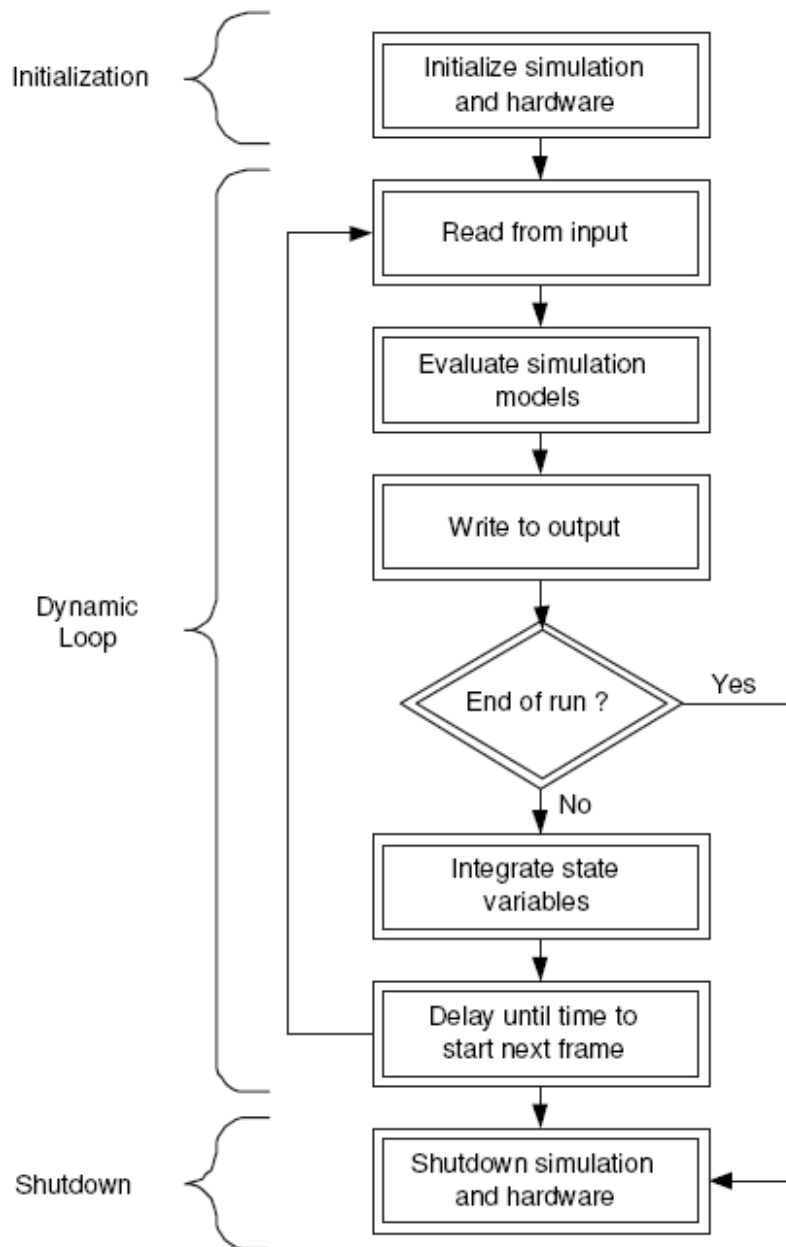 Initialization
Initialize simulation
and hardware
Read from input
Evaluate simulation
models
Write to output
Dynamic
Loop
End of run ?
Yes
No
Integrate state
variables
Delay until time to
start next frame
Shutdown
Shutdown simulation
and hardware